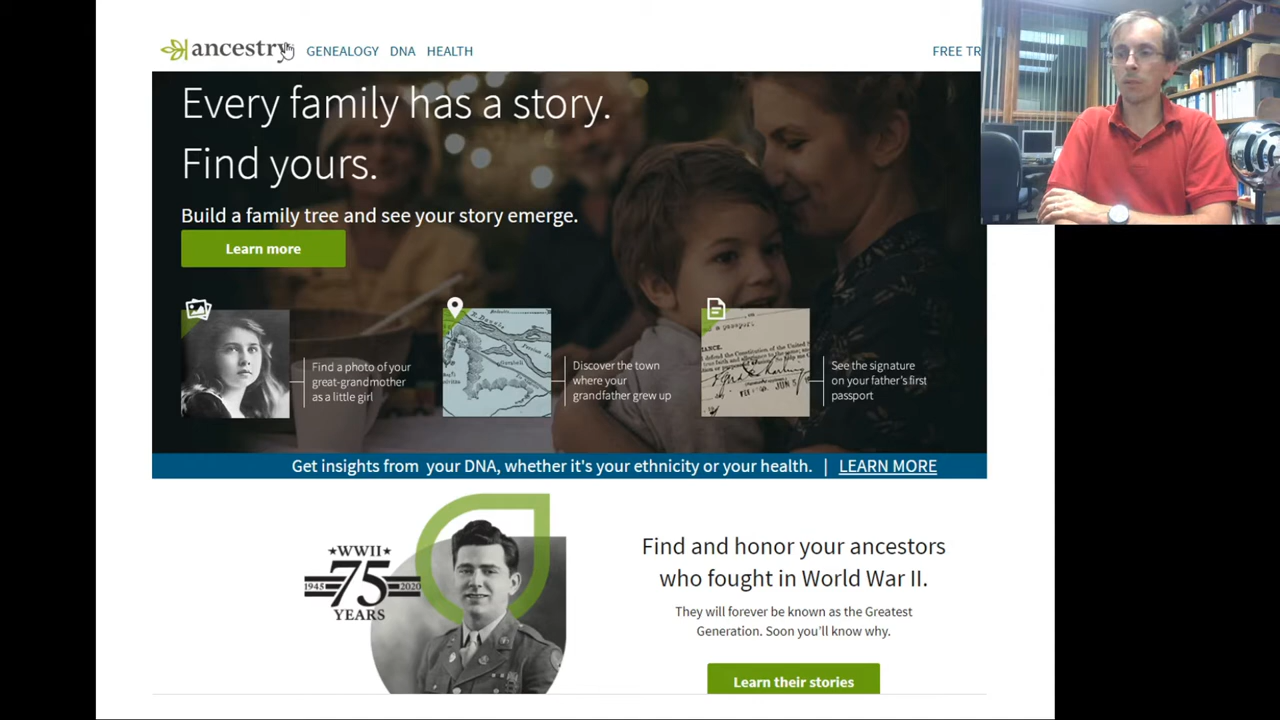 ancestry GENEALOGY DNA HEALTH FREE TR
Every family has a story.
Find yours.
Build a family tree and see your story emerge.
Learn more
Find a photo of your
great-grandmother
as a little girl
Discover the town
where your
grandfather grew up
a passport
See the signature
on your father's first
passport
Get insights from your DNA, whether it's your ethnicity or your health. | LEARN MORE
WWII
1945 75 2020
YEARS
Find and honor your ancestors
who fought in World War II.
They will forever be known as the Greatest
Generation. Soon you'll know why.
Learn their stories